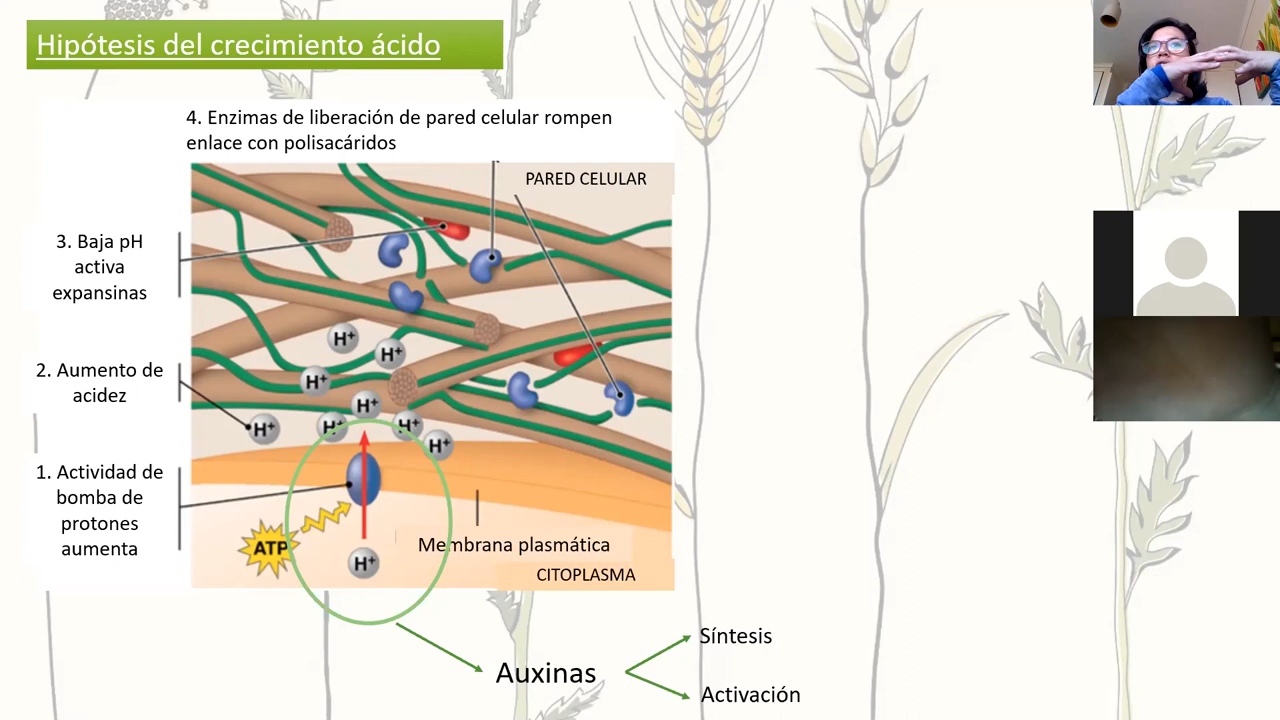 Hipótesis del crecimiento ácido
4. Enzimas de liberación de pared celular rompen
enlace con polisacáridos
PARED CELULAR
3. Baja pH
activa
expansinas
H+
H+
H+
2. Aumento de
acidez
H+
H+
H+
H+
H+
1. Actividad de
bomba de
protones
aumenta
ATP
H+
Membrana plasmática
CITOPLASMA
Auxinas
Síntesis
Activación